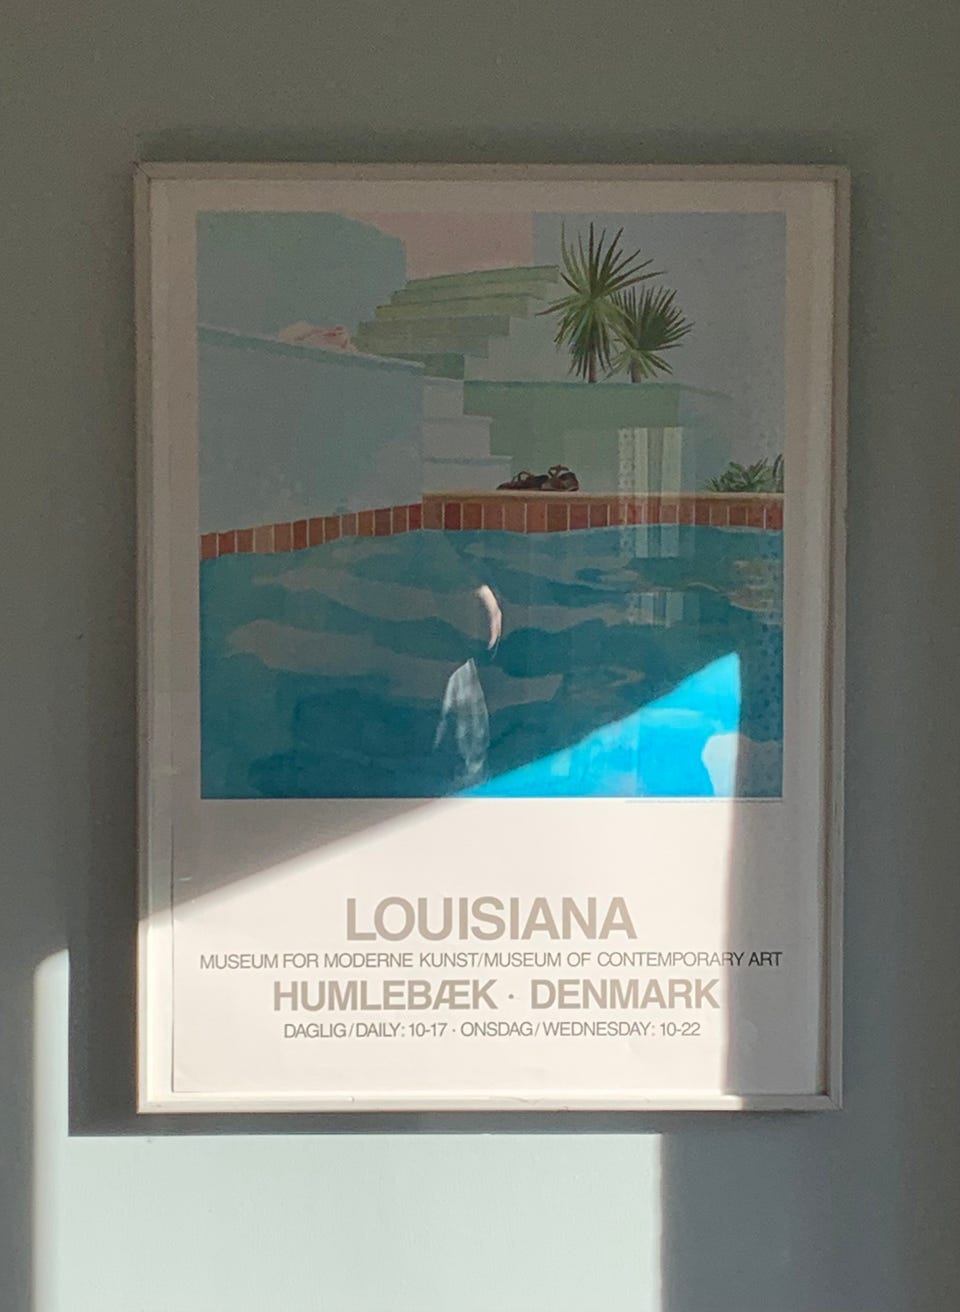 LOUISIANA
MUSEUM FOR MODERNE KUNST/MUSEUM OF CONTEMPORARY ART
HUMLEBÆK · DENMARK
DAGLIG/DAILY: 10-17 · ONSDAG/WEDNESDAY: 10-22